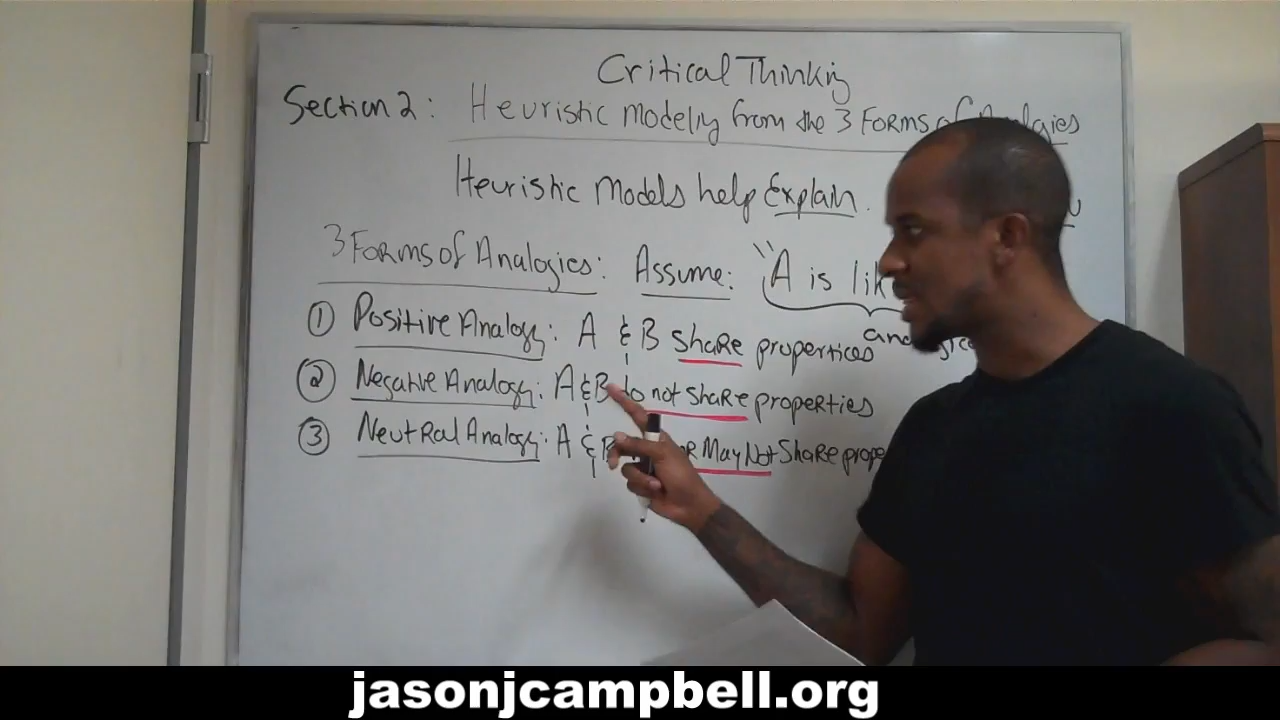 Critical Thinking
Section 2: Heuristic Modeling from the 3 Forms of Analgies
Heuristic Models help Explain.
3 Forms of Analogies: Assume: "A is lik
① Positive Analogy: A & B share properties
② Negative Analogy: A & B do not share properties
③ Neutral Analogy: A & B or May Not Share prope
jasonjcampbell.org